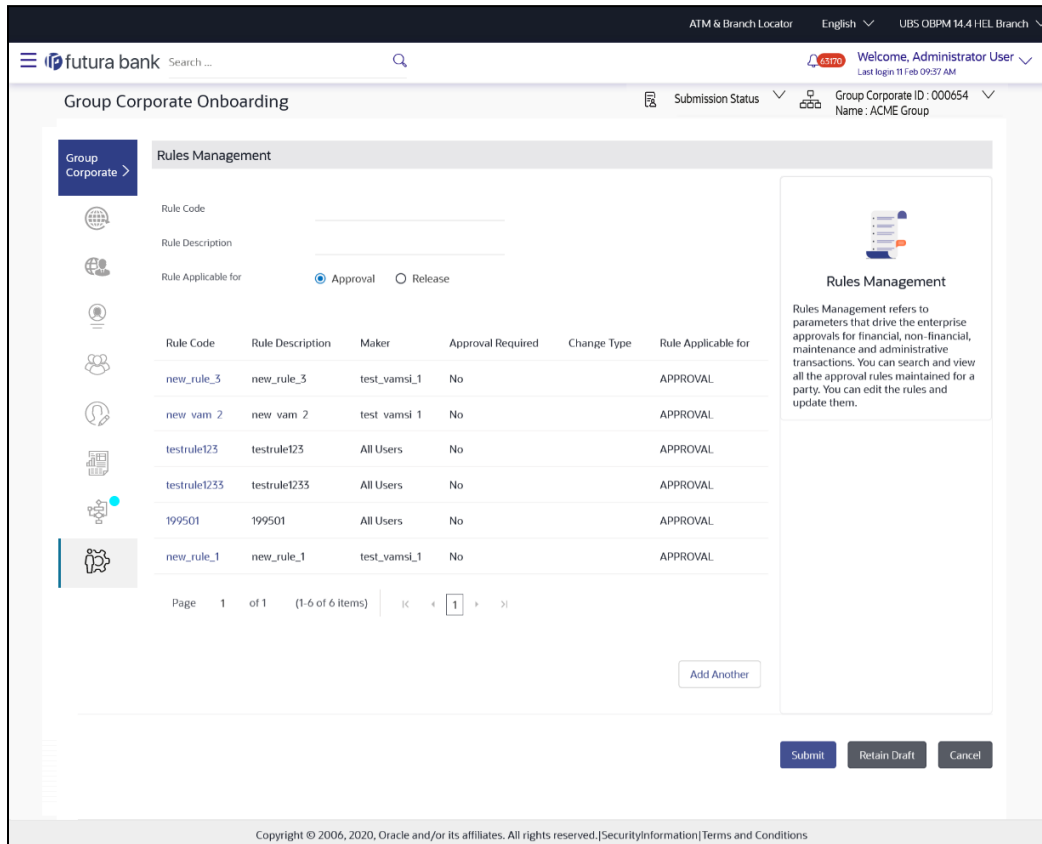 ATM & Branch Locator English UBS OBPM 14.4 HEL Branch
futura bank Search ... 63170 Welcome, Administrator User
Last login 11 Feb 09:37 AM
Group Corporate Onboarding Submission Status Group Corporate ID : 000654
Name : ACME Group
Group
Corporate
Rules Management
Rule Code
Rule Description
Rule Applicable for Approval Release
Rule Code Rule Description Maker Approval Required Change Type Rule Applicable for
new_rule_3 new_rule_3 test_vamsi_1 No APPROVAL
new vam 2 new vam 2 test vamsi 1 No APPROVAL
testrule123 testrule123 All Users No APPROVAL
testrule1233 testrule1233 All Users No APPROVAL
199501 199501 All Users No APPROVAL
new_rule_1 new_rule_1 test_vamsi_1 No APPROVAL
Page 1 of 1 (1-6 of 6 items) 1
Add Another
Rules Management
Rules Management refers to
parameters that drive the enterprise
approvals for financial, non-financial,
maintenance and administrative
transactions. You can search and view
all the approval rules maintained for a
party. You can edit the rules and
update them.
Submit Retain Draft Cancel
Copyright © 2006, 2020, Oracle and/or its affiliates. All rights reserved.|SecurityInformation|Terms and Conditions